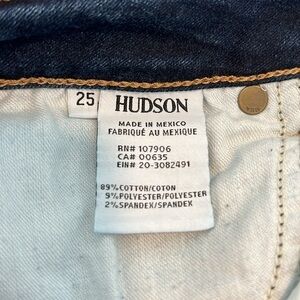 25
HUDSON
MADE IN MEXICO
FABRIQUÉ AU MEXIQUE
RN# 107906
CA# 00635
EIN# 20-3082491
89% COTTON/COTON
9% POLYESTER/POLYESTER
2% SPANDEX/SPANDEX